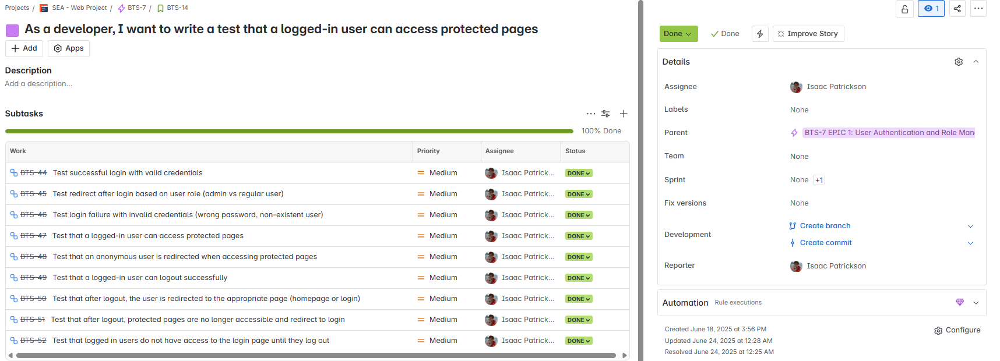 Projects / SEA - Web Project / BTS-7 / BTS-14
As a developer, I want to write a test that a logged-in user can access protected pages
Add Apps
Description
Add a description...
Subtasks
100% Done
Work Priority Assignee Status
BTS-44 Test successful login with valid credentials Medium Isaac Patrick... DONE
BTS-45 Test redirect after login based on user role (admin vs regular user) Medium Isaac Patrick... DONE
BTS-46 Test login failure with invalid credentials (wrong password, non-existent user) Medium Isaac Patrick... DONE
BTS-47 Test that a logged-in user can access protected pages Medium Isaac Patrick... DONE
BTS-48 Test that an anonymous user is redirected when accessing protected pages Medium Isaac Patrick... DONE
BTS-49 Test that a logged-in user can logout successfully Medium Isaac Patrick... DONE
BTS-50 Test that after logout, the user is redirected to the appropriate page (homepage or login) Medium Isaac Patrick... DONE
BTS-51 Test that after logout, protected pages are no longer accessible and redirect to login Medium Isaac Patrick... DONE
BTS-52 Test that logged in users do not have access to the login page until they log out Medium Isaac Patrick... DONE
1
Done Done Improve Story
Details
Assignee Isaac Patrickson
Labels None
Parent BTS-7 EPIC 1: User Authentication and Role Man
Team None
Sprint None +1
Fix versions None
Development Create branch
Create commit
Reporter Isaac Patrickson
Automation Rule executions
Created June 18, 2025 at 3:56 PM
Configure
Updated June 24, 2025 at 12:28 AM
Resolved June 24, 2025 at 12:25 AM